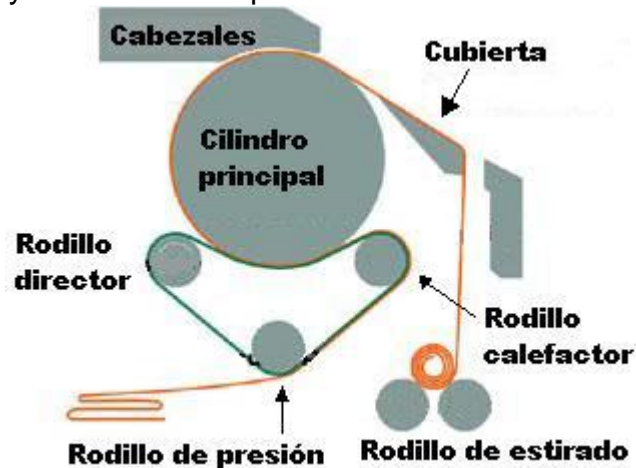 Cabezales
Cubierta
Cilindro
principal
Rodillo
director
Rodillo
calefactor
Rodillo de presión
Rodillo de estirado